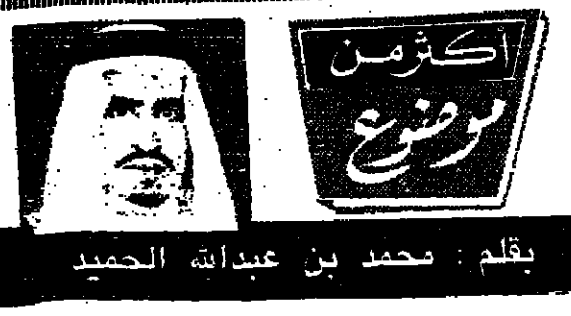 أكثر من
موضوع
بقلم : محمد بن عبدالله الحميد